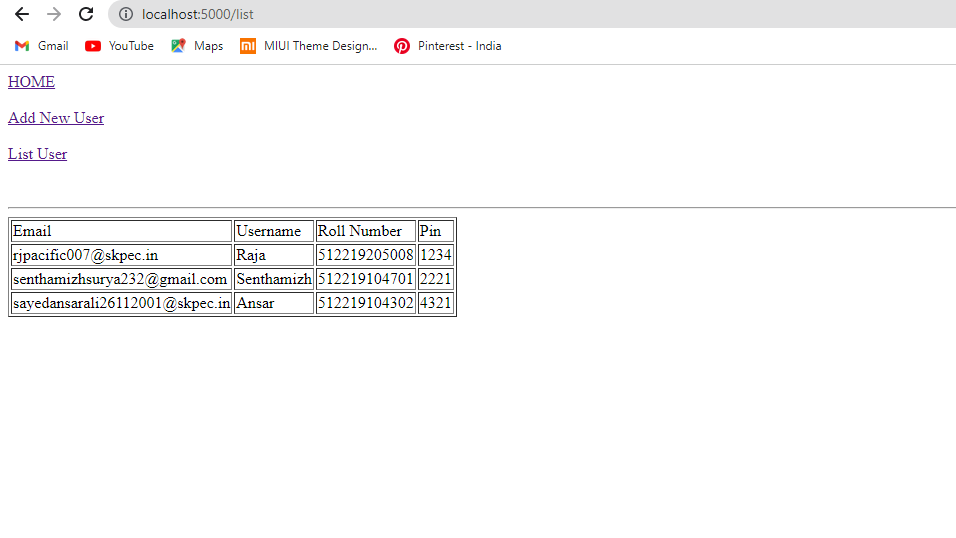 localhost:5000/list
Gmail YouTube Maps MIUI Theme Design... Pinterest - India
HOME
Add New User
List User
Email Username Roll Number Pin
rjpacific007@skpec.in Raja 512219205008 1234
senthamizhsurya232@gmail.com Senthamizh 512219104701 2221
sayedansarali26112001@skpec.in Ansar 512219104302 4321